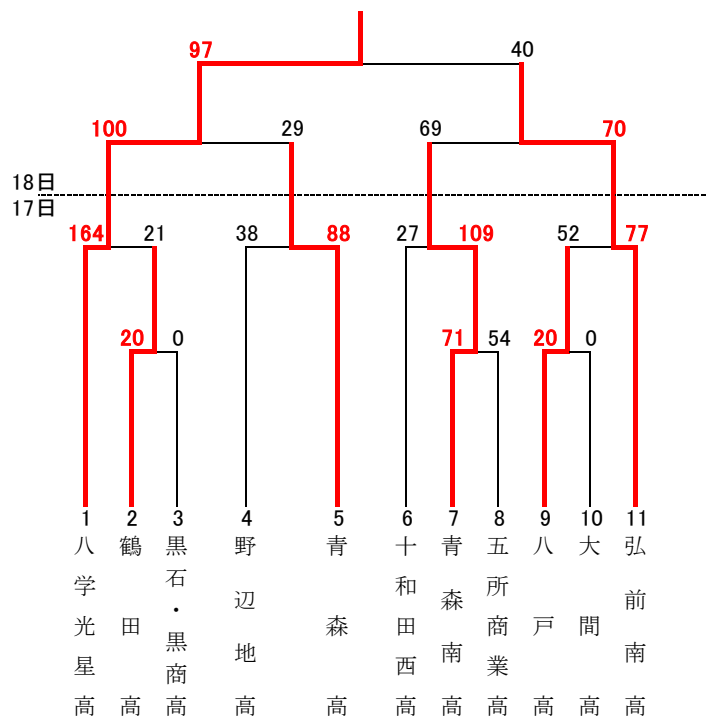 97 40
100 29 69 70
18日
17日
164 21 38 88 27 109 52 77
20 0 71 54 20 0
1 2 3 4 5 6 7 8 9 10 11
八学光星高
鶴田高
黒石・黒商高
野辺地高
青森高
十和田西高
青森南高
五所商業高
八戸高
大間高
弘前南高